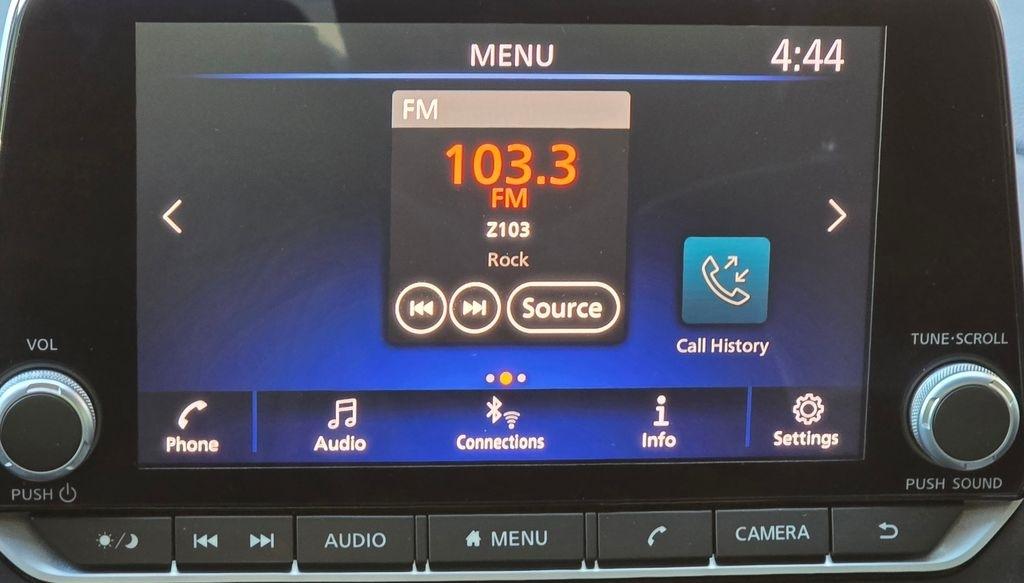 MENU
4:44
FM
103.3
FM
Z103
Rock
Source
Call History
Phone
Audio
Connections
Info
Settings
VOL
PUSH
TUNE·SCROLL
PUSH SOUND
AUDIO
MENU
CAMERA